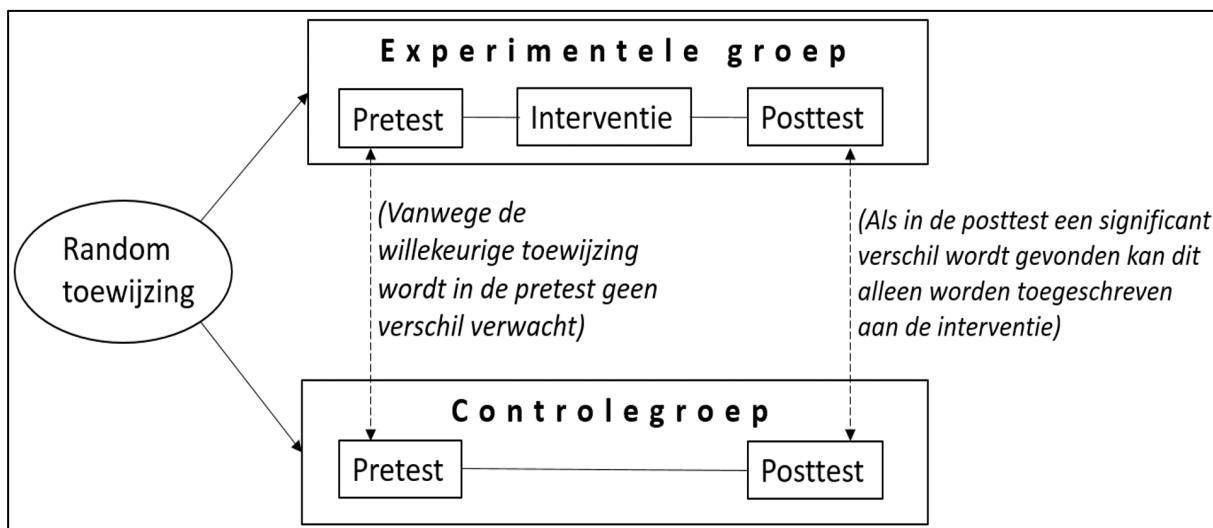 Experimentele groep
Pretest
Interventie
Posttest
Random
toewijzing
(Vanwege de
willekeurige toewijzing
wordt in de pretest geen
verschil verwacht)
(Als in de posttest een significant
verschil wordt gevonden kan dit
alleen worden toegeschreven
aan de interventie)
Controlegroep
Pretest
Posttest